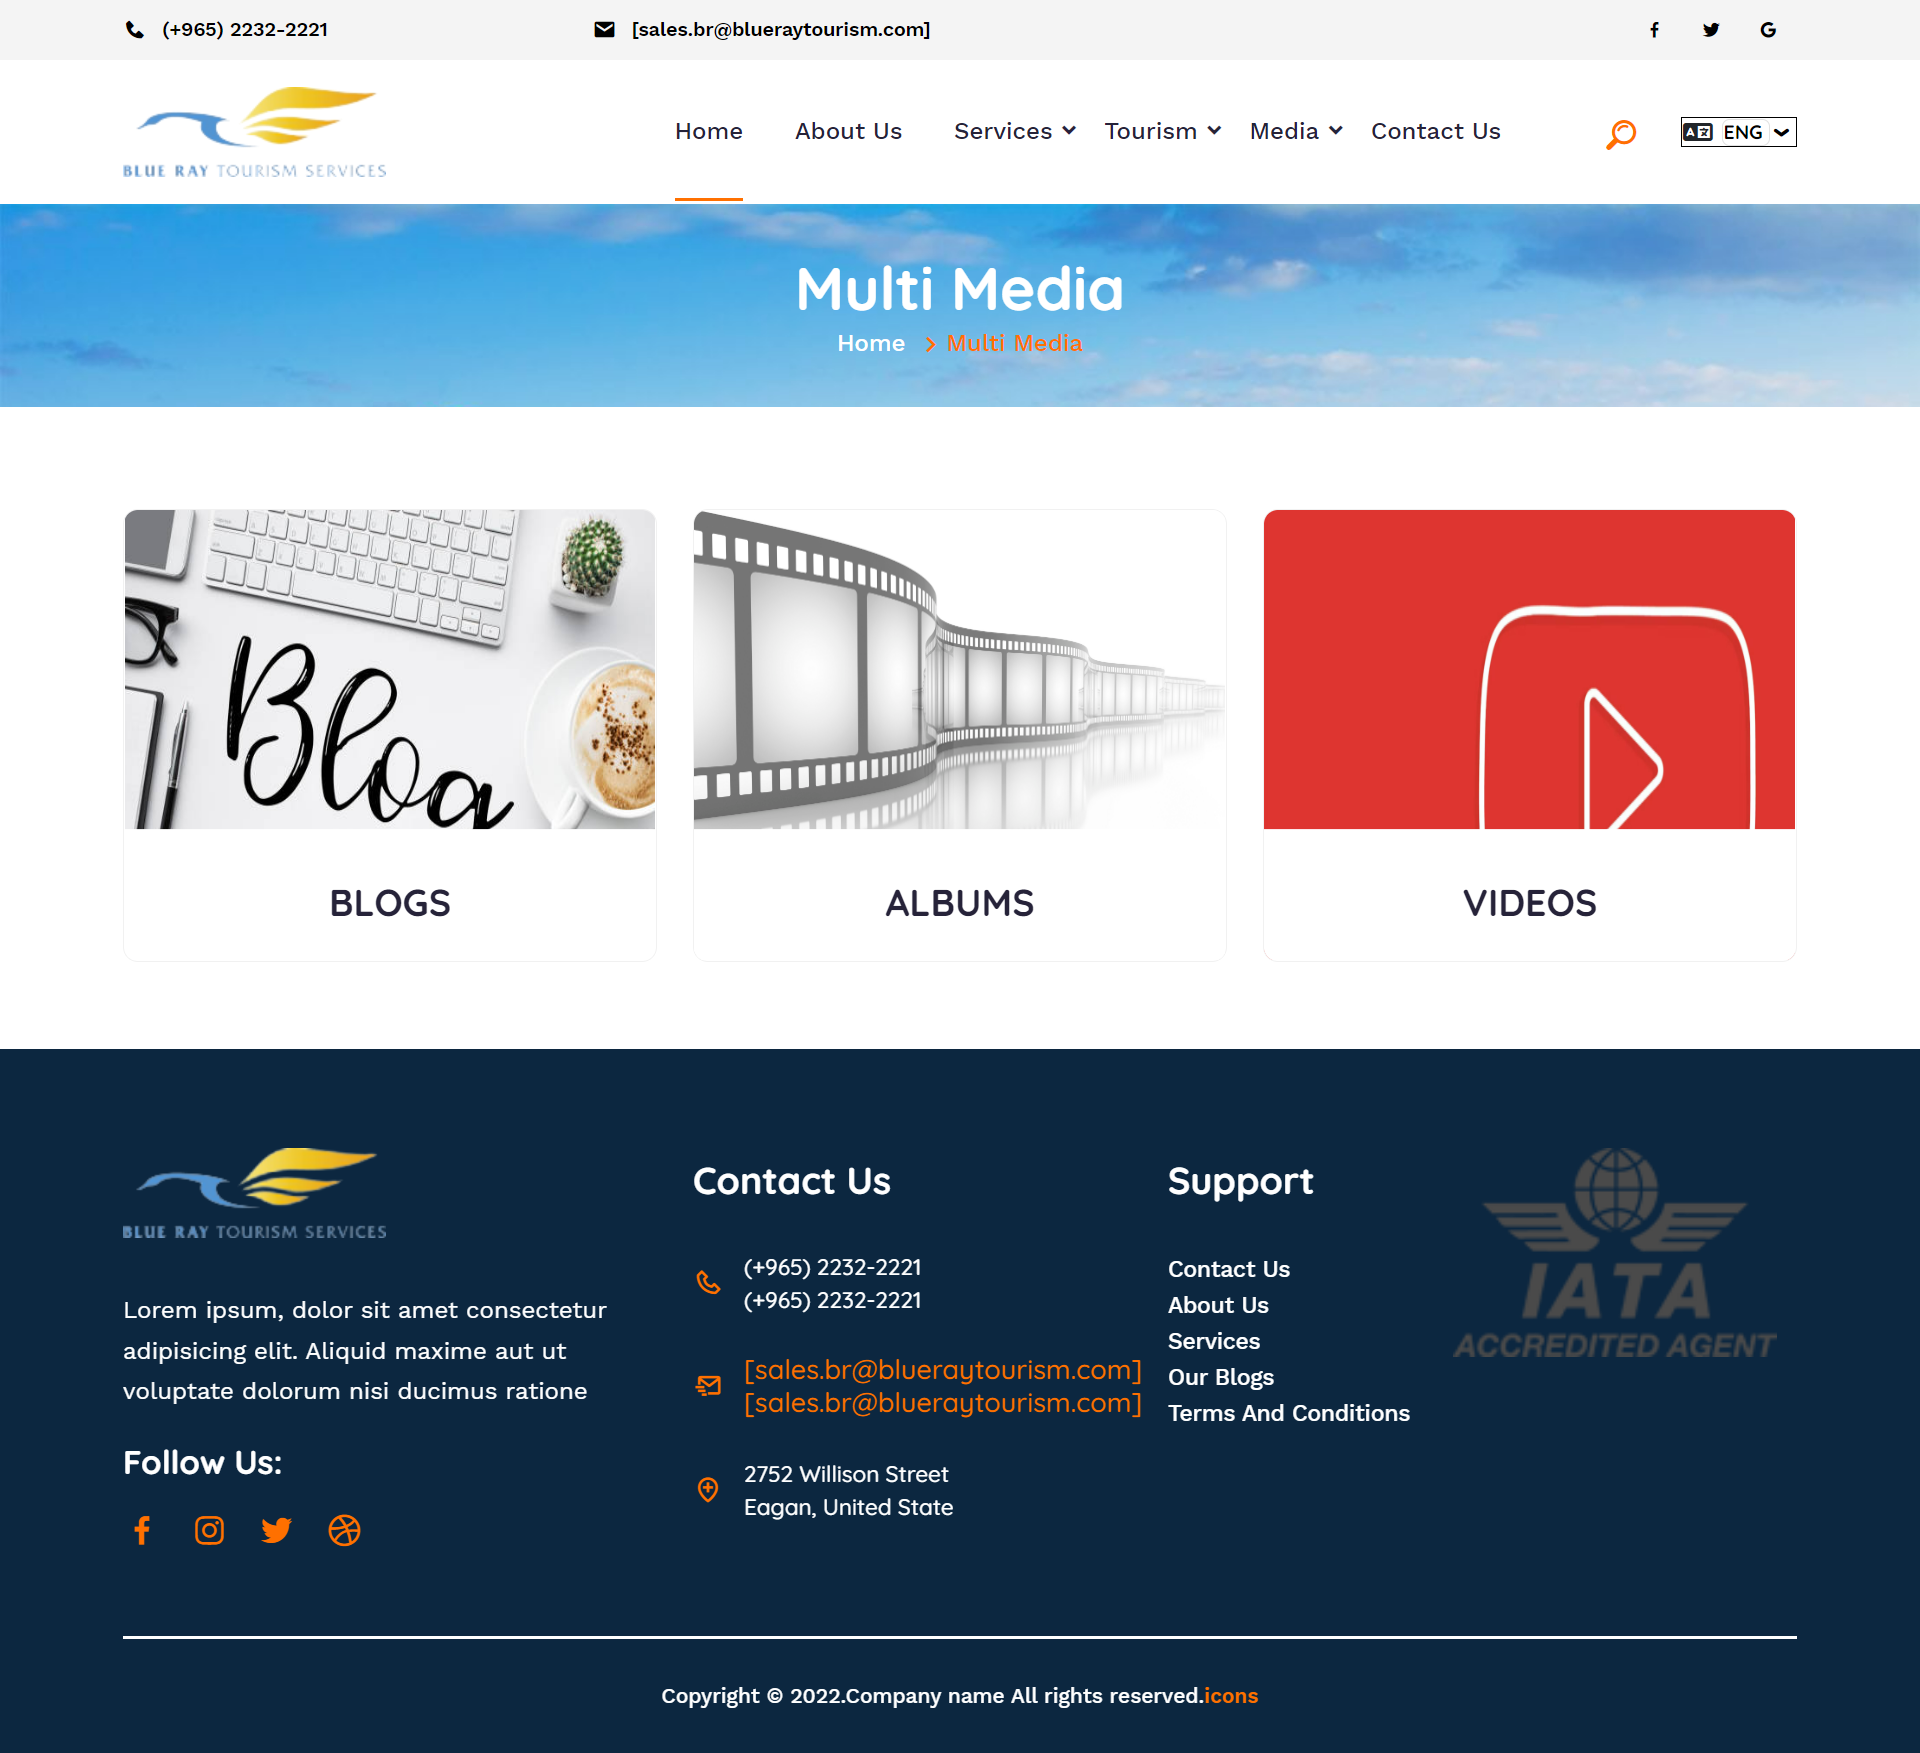 (+965) 2232-2221
[sales.br@blueraytourism.com]
BLUE RAY TOURISM SERVICES
Home
About Us
Services
Tourism
Media
Contact Us
A
ENG
Multi Media
Home
Multi Media
Blog
BLOGS
ALBUMS
VIDEOS
BLUE RAY TOURISM SERVICES
Lorem ipsum, dolor sit amet consectetur
adipisicing elit. Aliquid maxime aut ut
voluptate dolorum nisi ducimus ratione
Follow Us:
Contact Us
(+965) 2232-2221
(+965) 2232-2221
[sales.br@blueraytourism.com]
[sales.br@blueraytourism.com]
2752 Willison Street
Eagan, United State
Support
Contact Us
About Us
Services
Our Blogs
Terms And Conditions
IATA
ACCREDITED AGENT
Copyright © 2022.Company name All rights reserved.icons